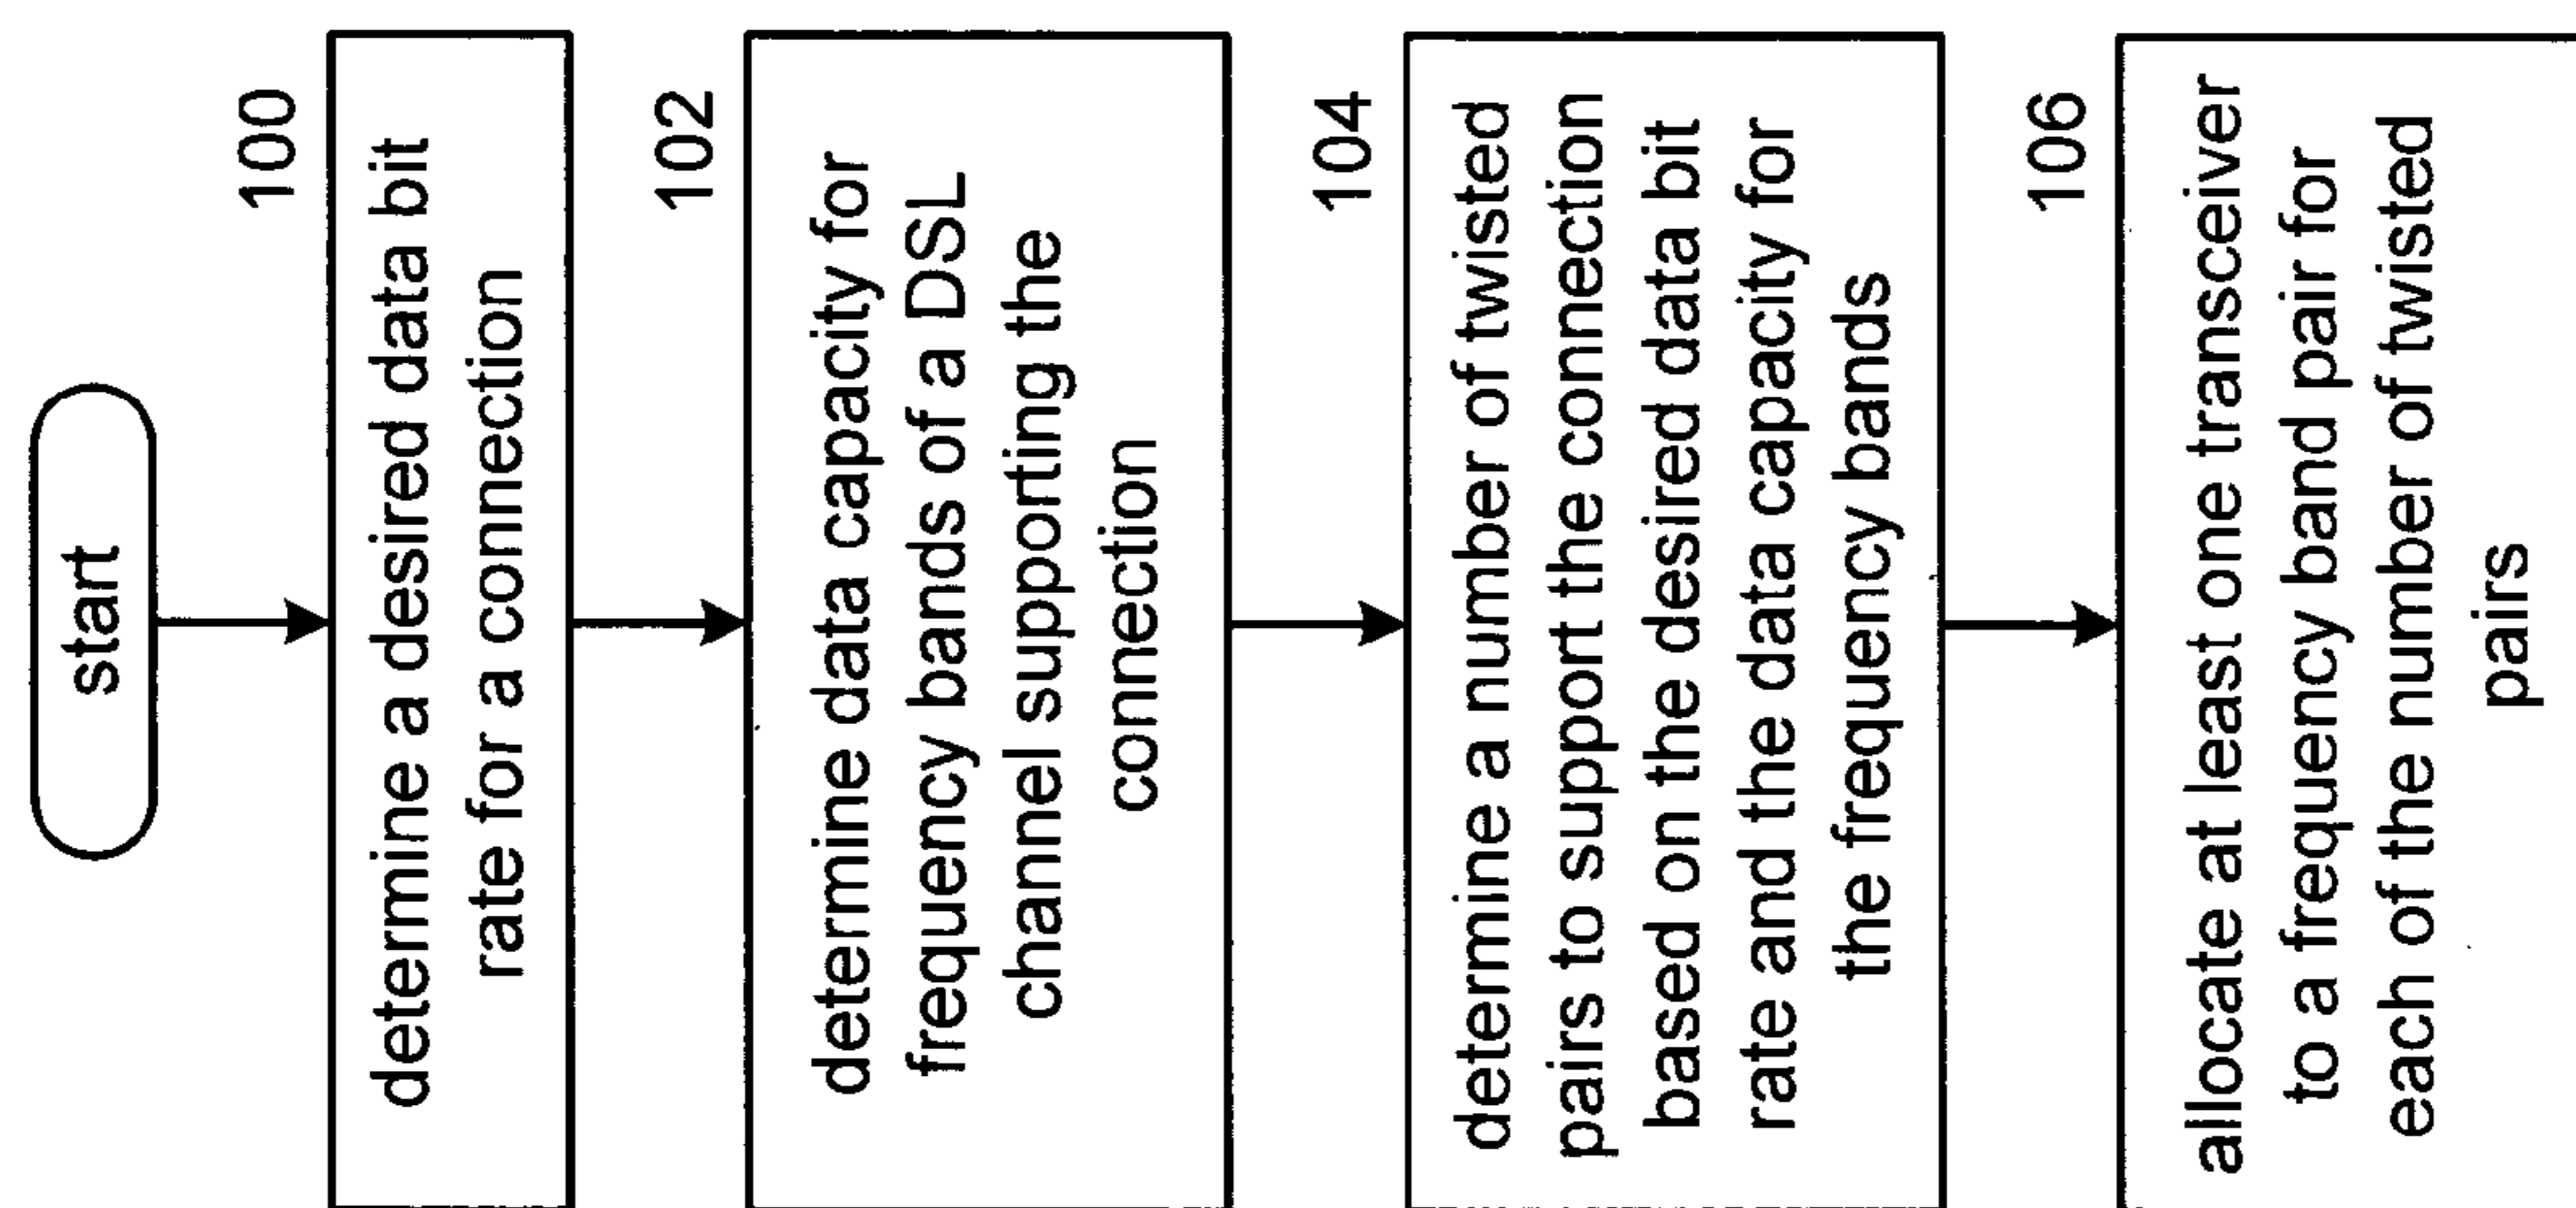 start
100
determine a desired data bit
rate for a connection
102
determine data capacity for
frequency bands of a DSL
channel supporting the
connection
104
determine a number of twisted
pairs to support the connection
based on the desired data bit
rate and the data capacity for
the frequency bands
106
allocate at least one transceiver
to a frequency band pair for
each of the number of twisted
pairs